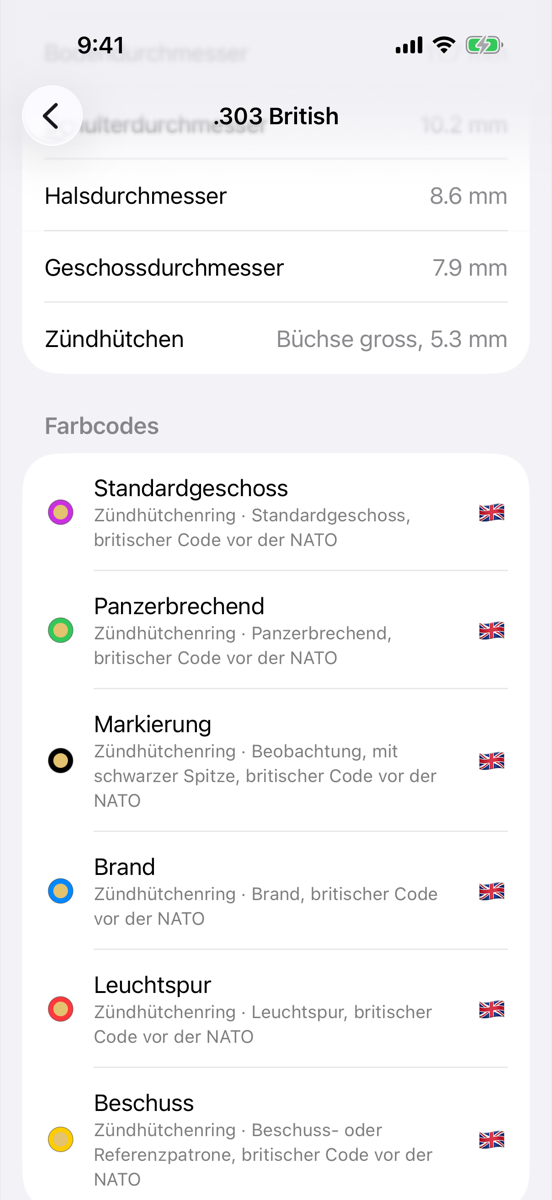 9:41
.303 British
10.2 mm
Halsdurchmesser
8.6 mm
Geschossdurchmesser
7.9 mm
Zündhütchen
Büchse gross, 5.3 mm
Farbcodes
Standardgeschoss
Zündhütchenring · Standardgeschoss,
britischer Code vor der NATO
Panzerbrechend
Zündhütchenring · Panzerbrechend,
britischer Code vor der NATO
Markierung
Zündhütchenring · Beobachtung, mit
schwarzer Spitze, britischer Code vor der
NATO
Brand
Zündhütchenring · Brand, britischer Code
vor der NATO
Leuchtspur
Zündhütchenring · Leuchtspur, britischer
Code vor der NATO
Beschuss
Zündhütchenring · Beschuss- oder
Referenzpatrone, britischer Code vor der
NATO